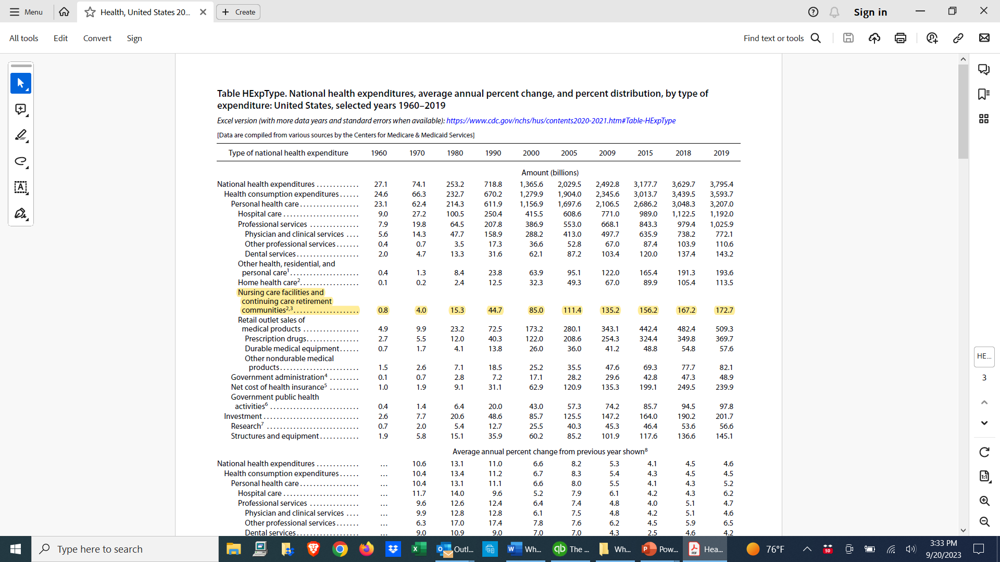 Menu
Health, United States 20...
Create
Sign in
All tools
Edit
Convert
Sign
Find text or tools
Table HExpType. National health expenditures, average annual percent change, and percent distribution, by type of
expenditure: United States, selected years 1960–2019
Excel version (with more data years and standard errors when available): https://www.cdc.gov/nchs/hus/contents2020-2021.htm#Table-HExpType
[Data are compiled from various sources by the Centers for Medicare & Medicaid Services]
Type of national health expenditure 1960 1970 1980 1990 2000 2005 2009 2015 2018 2019
Amount (billions)
National health expenditures ............. 27.1 74.1 253.2 718.8 1,365.6 2,029.5 2,492.8 3,177.7 3,629.7 3,795.4
Health consumption expenditures...... 24.6 66.3 232.7 670.2 1,279.9 1,904.0 2,345.6 3,013.7 3,439.5 3,593.7
Personal health care................. 23.1 62.4 214.3 611.9 1,156.9 1,697.6 2,106.5 2,686.2 3,048.3 3,207.0
Hospital care ...................... 9.0 27.2 100.5 250.4 415.5 608.6 771.0 989.0 1,122.5 1,192.0
Professional services ............... 7.9 19.8 64.5 207.8 386.9 553.0 668.1 843.3 979.4 1,025.9
Physician and clinical services .... 5.6 14.3 47.7 158.9 288.2 413.0 497.7 635.9 738.2 772.1
Other professional services....... 0.4 0.7 3.5 17.3 36.6 52.8 67.0 87.4 103.9 110.6
Dental services.................. 2.0 4.7 13.3 31.6 62.1 87.2 103.4 120.0 137.4 143.2
Other health, residential, and
personal care¹.................... 0.4 1.3 8.4 23.8 63.9 95.1 122.0 165.4 191.3 193.6
Home health care²................. 0.1 0.2 2.4 12.5 32.3 49.3 67.0 89.9 105.4 113.5
Nursing care facilities and
continuing care retirement
communities²,³................... 0.8 4.0 15.3 44.7 85.0 111.4 135.2 156.2 167.2 172.7
Retail outlet sales of
medical products ................ 4.9 9.9 23.2 72.5 173.2 280.1 343.1 442.4 482.4 509.3
Prescription drugs............... 2.7 5.5 12.0 40.3 122.0 208.6 254.3 324.4 349.8 369.7
Durable medical equipment...... 0.7 1.7 4.1 13.8 26.0 36.0 41.2 48.8 54.8 57.6
Other nondurable medical
products....................... 1.5 2.6 7.1 18.5 25.2 35.5 47.6 69.3 77.7 82.1
Government administration⁴ ......... 0.1 0.7 2.8 7.2 17.1 28.2 29.6 42.8 47.3 48.9
Net cost of health insurance⁵ ......... 1.0 1.9 9.1 31.1 62.9 120.9 135.3 199.1 249.5 239.9
Government public health
activities⁶ .......................... 0.4 1.4 6.4 20.0 43.0 57.3 74.2 85.7 94.5 97.8
Investment............................ 2.6 7.7 20.6 48.6 85.7 125.5 147.2 164.0 190.2 201.7
Research⁷ ........................... 0.7 2.0 5.4 12.7 25.5 40.3 45.3 46.4 53.6 56.6
Structures and equipment............ 1.9 5.8 15.1 35.9 60.2 85.2 101.9 117.6 136.6 145.1
Average annual percent change from previous year shown⁸
National health expenditures ............. ... 10.6 13.1 11.0 6.6 8.2 5.3 4.1 4.5 4.6
Health consumption expenditures...... ... 10.4 13.4 11.2 6.7 8.3 5.4 4.3 4.5 4.5
Personal health care................. ... 10.4 13.1 11.1 6.6 8.0 5.5 4.1 4.3 5.2
Hospital care ...................... ... 11.7 14.0 9.6 5.2 7.9 6.1 4.2 4.3 6.2
Professional services ............... ... 9.6 12.6 12.4 6.4 7.4 4.8 4.0 5.1 4.7
Physician and clinical services .... ... 9.9 12.8 12.8 6.1 7.5 4.8 4.2 5.1 4.6
Other professional services....... ... 6.3 17.0 17.4 7.8 7.6 6.2 4.5 5.9 6.5
Dental services.................. ... 9.0 10.9 9.0 7.0 7.0 4.3 2.5 4.6 4.2
HE...
3
1:1
Type here to search
Outl...
Wh...
The ...
Wh...
Pow...
Hea...
76°F
50
3:33 PM
9/20/2023